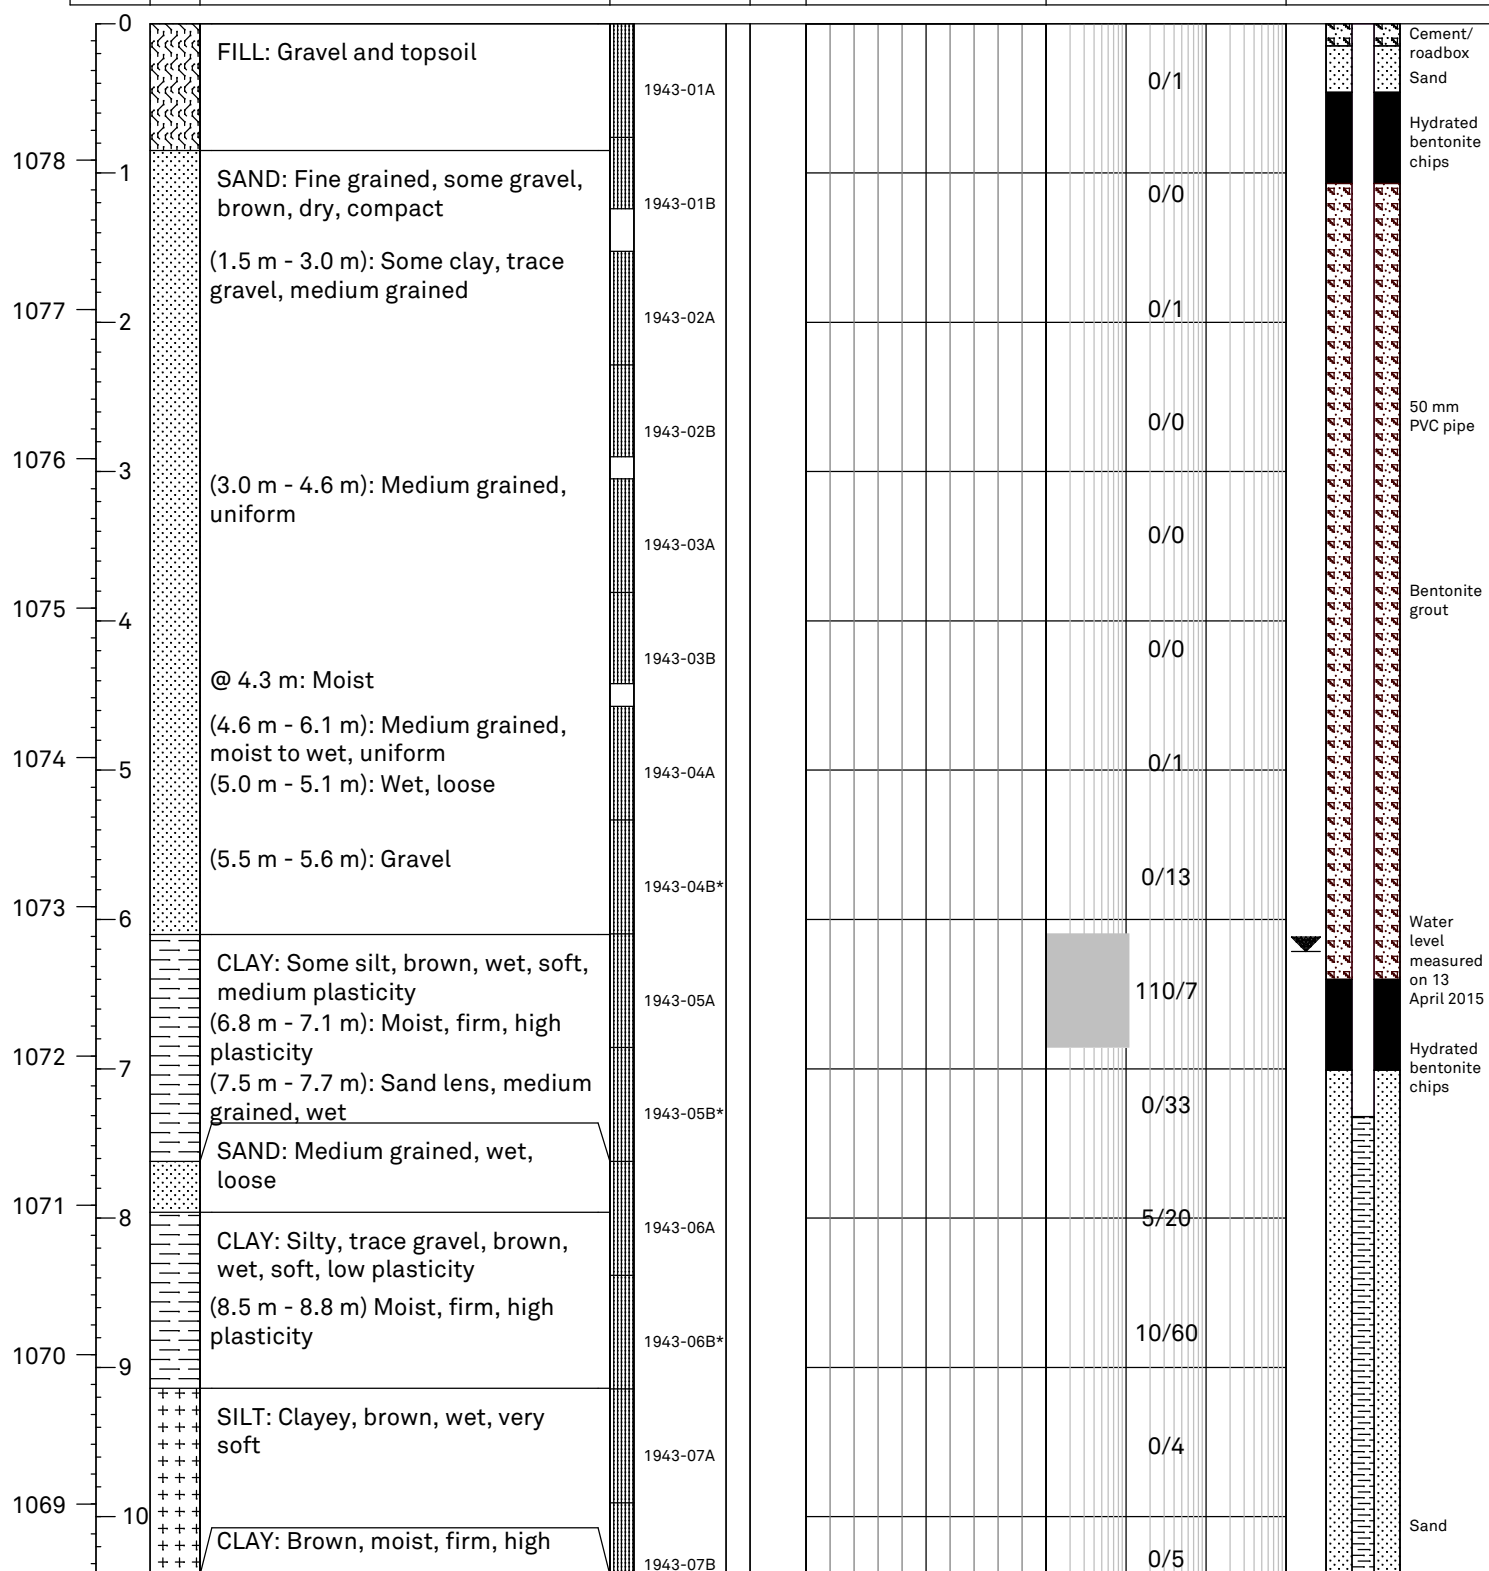 0
FILL: Gravel and topsoil
1943-01A
0/1
Cement/
roadbox
Sand
Hydrated
bentonite
chips
1078
1
SAND: Fine grained, some gravel,
brown, dry, compact
1943-01B
0/0
(1.5 m - 3.0 m): Some clay, trace
gravel, medium grained
1077
2
1943-02A
0/1
1943-02B
0/0
50 mm
PVC pipe
1076
3
(3.0 m - 4.6 m): Medium grained,
uniform
1943-03A
0/0
Bentonite
grout
1075
4
1943-03B
0/0
@ 4.3 m: Moist
(4.6 m - 6.1 m): Medium grained,
moist to wet, uniform
(5.0 m - 5.1 m): Wet, loose
1074
5
1943-04A
0/1
(5.5 m - 5.6 m): Gravel
1943-04B*
0/13
1073
6
Water
level
measured
on 13
April 2015
CLAY: Some silt, brown, wet, soft,
medium plasticity
1943-05A
110/7
(6.8 m - 7.1 m): Moist, firm, high
plasticity
1072
7
Hydrated
bentonite
chips
(7.5 m - 7.7 m): Sand lens, medium
grained, wet
1943-05B*
0/33
SAND: Medium grained, wet,
loose
1071
8
1943-06A
5/20
CLAY: Silty, trace gravel, brown,
wet, soft, low plasticity
(8.5 m - 8.8 m) Moist, firm, high
plasticity
1943-06B*
10/60
1070
9
SILT: Clayey, brown, wet, very
soft
1943-07A
0/4
1069
10
Sand
CLAY: Brown, moist, firm, high
1943-07B
0/5